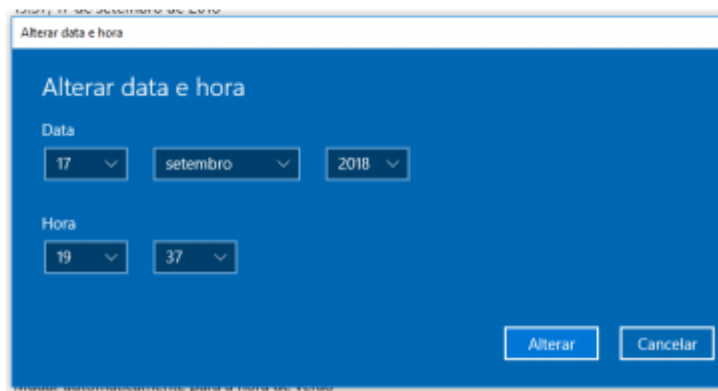 Alterar data e hora
Alterar data e hora
Data
17 setembro 2018
Hora
19 37
Alterar Cancelar